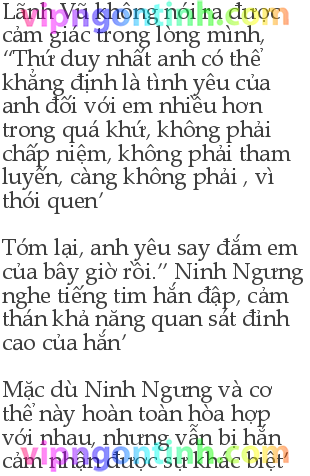 Lãnh Vũ không nói ra được
vipngontinh.com
cảm giác trong lòng mình,
“Thứ duy nhất anh có thể
khẳng định là tình yêu của
anh đối với em nhiều hơn
trong quá khứ, không phải
chấp niệm, không phải tham
luyến, càng không phải , vì
thói quen’
Tóm lại, anh yêu say đắm em
của bây giờ rồi.” Ninh Ngưng
nghe tiếng tim hắn đập, cảm
thán khả năng quan sát đỉnh
cao của hắn’
Mặc dù Ninh Ngưng và cơ
thể này hoàn toàn hòa hợp
với nhau, nhưng vẫn bị hắn
vipngontinh.com
cảm nhận được sự khác biệt